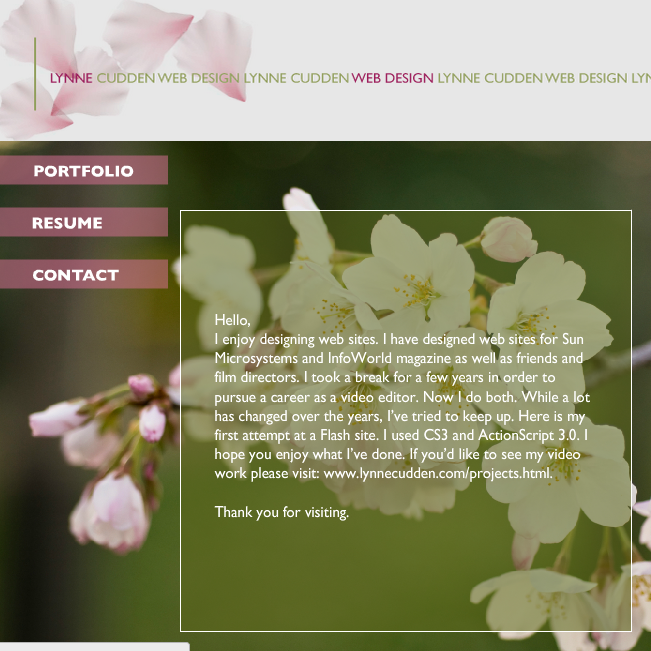 LYNNE CUDDEN WEB DESIGN LYNNE CUDDEN WEB DESIGN LYNNE CUDDEN WEB DESIGN LYN
PORTFOLIO
RESUME
CONTACT
Hello,
I enjoy designing web sites. I have designed web sites for Sun
Microsystems and InfoWorld magazine as well as friends and
film directors. I took a break for a few years in order to
pursue a career as a video editor. Now I do both. While a lot
has changed over the years, I've tried to keep up. Here is my
first attempt at a Flash site. I used CS3 and ActionScript 3.0. I
hope you enjoy what I've done. If you'd like to see my video
work please visit: www.lynnecudden.com/projects.html.
Thank you for visiting.